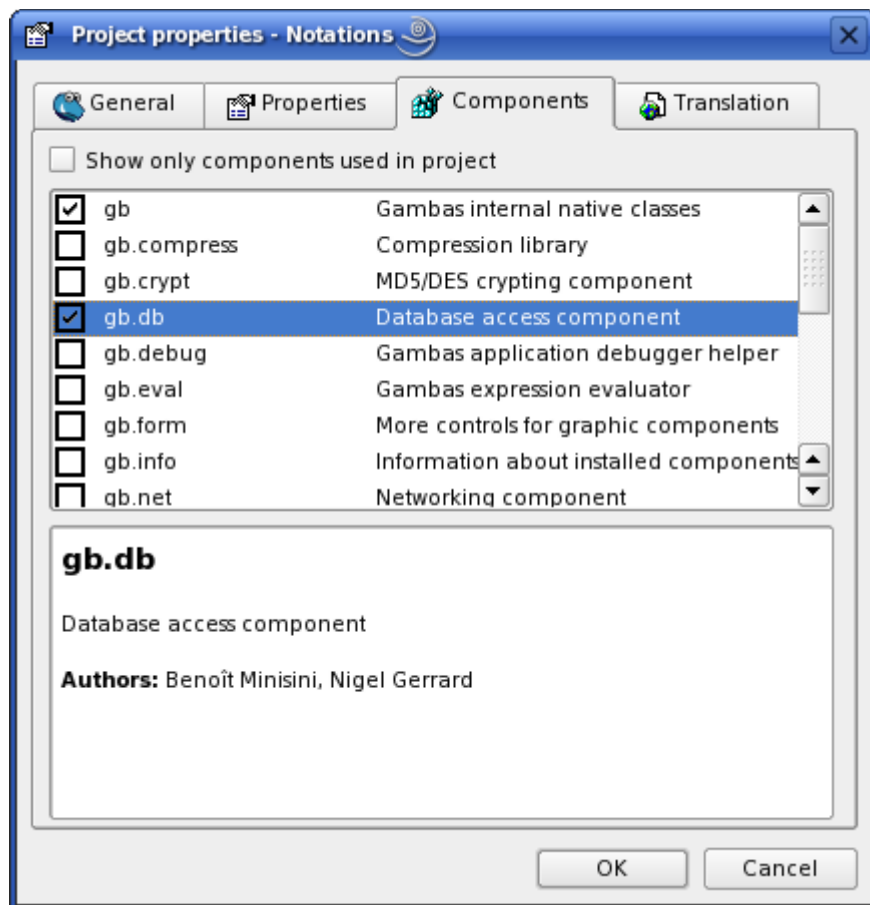 Project properties - Notations
General Properties Components Translation
Show only components used in project
gb Gambas internal native classes
gb.compress Compression library
gb.crypt MD5/DES crypting component
gb.db Database access component
gb.debug Gambas application debugger helper
gb.eval Gambas expression evaluator
gb.form More controls for graphic components
gb.info Information about installed components
gb.net Networking component
gb.db
Database access component
Authors: Benoît Minisini, Nigel Gerrard
OK Cancel